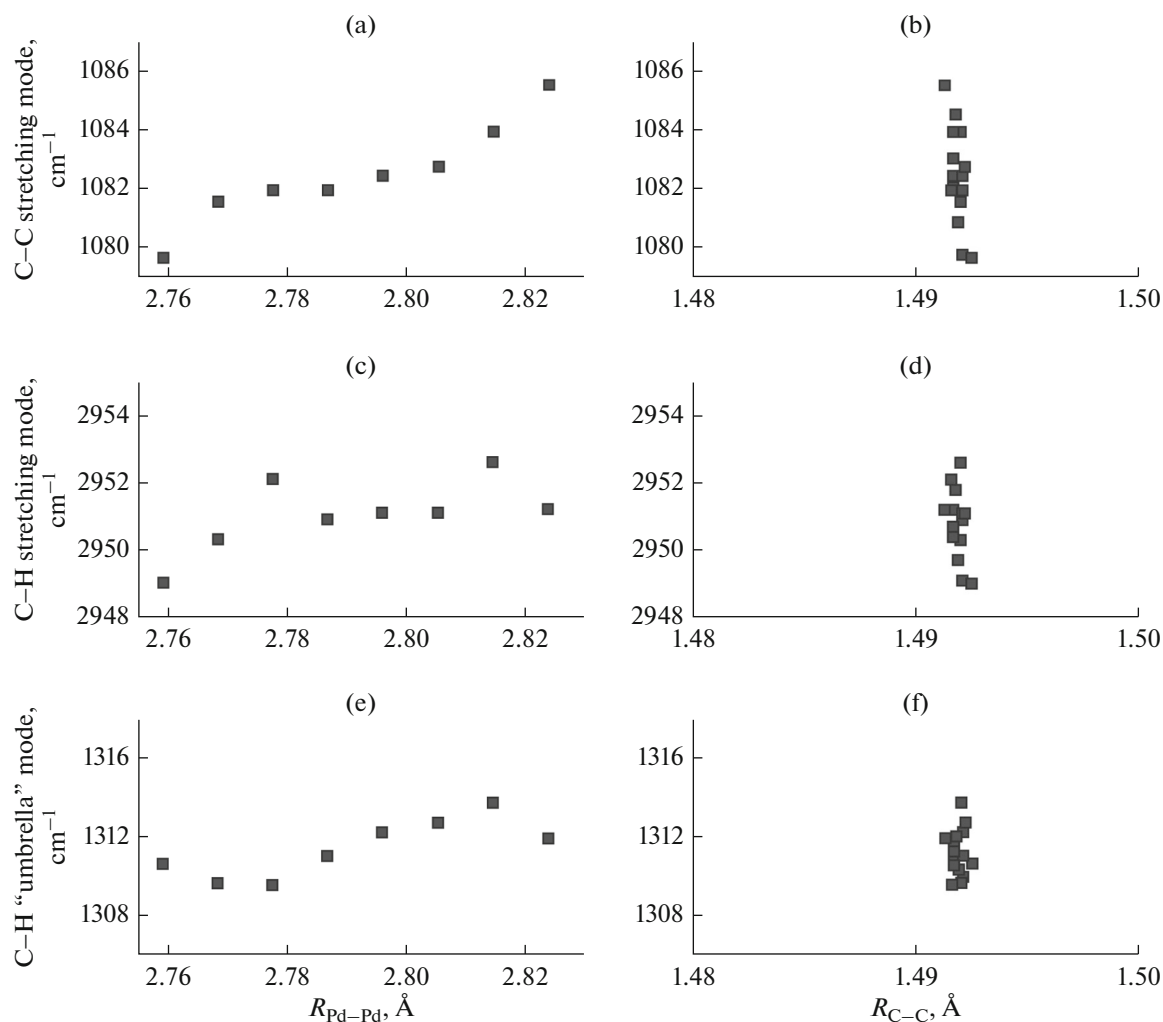 (a)
C–C stretching mode,
cm−1
1086
1084
1082
1080
2.76 2.78 2.80 2.82
(b)
1086
1084
1082
1080
1.48 1.49 1.50
(c)
C–H stretching mode,
cm−1
2954
2952
2950
2948
2.76 2.78 2.80 2.82
(d)
2954
2952
2950
2948
1.48 1.49 1.50
(e)
C–H “umbrella” mode,
cm−1
1316
1312
1308
2.76 2.78 2.80 2.82
RPd–Pd, Å
(f)
1316
1312
1308
1.48 1.49 1.50
RC–C, Å